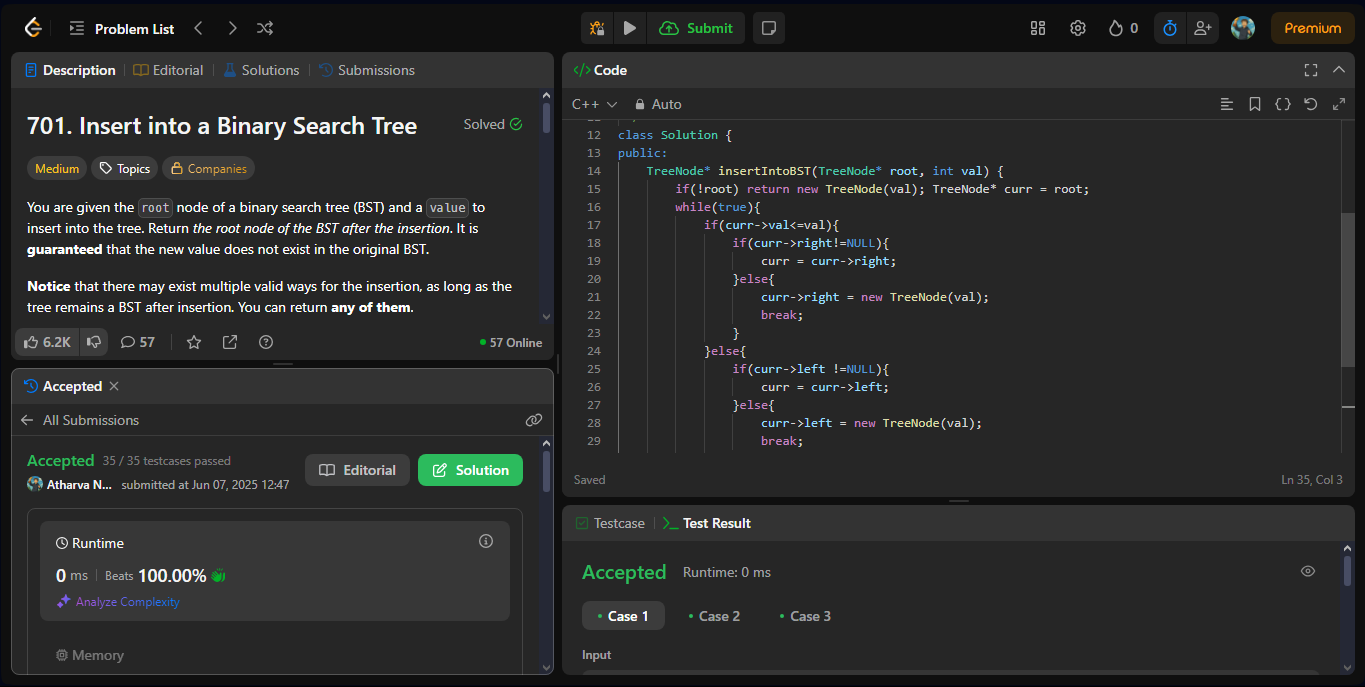 Problem List
Submit
0
Premium
Description
Editorial
Solutions
Submissions
701. Insert into a Binary Search Tree
Solved
Medium
Topics
Companies
You are given the root node of a binary search tree (BST) and a value to
insert into the tree. Return the root node of the BST after the insertion. It is
guaranteed that the new value does not exist in the original BST.
Notice that there may exist multiple valid ways for the insertion, as long as the
tree remains a BST after insertion. You can return any of them.
6.2K
57
57 Online
Accepted
All Submissions
Accepted 35 / 35 testcases passed
Atharva N... submitted at Jun 07, 2025 12:47
Editorial
Solution
Runtime
0 ms
Beats 100.00%
Analyze Complexity
Memory
</> Code
C++
Auto
12 class Solution {
13 public:
14 TreeNode* insertIntoBST(TreeNode* root, int val) {
15 if(!root) return new TreeNode(val); TreeNode* curr = root;
16 while(true){
17 if(curr->val<=val){
18 if(curr->right!=NULL){
19 curr = curr->right;
20 }else{
21 curr->right = new TreeNode(val);
22 break;
23 }
24 }else{
25 if(curr->left !=NULL){
26 curr = curr->left;
27 }else{
28 curr->left = new TreeNode(val);
29 break;
Saved
Ln 35, Col 3
Testcase
Test Result
Accepted
Runtime: 0 ms
Case 1
Case 2
Case 3
Input